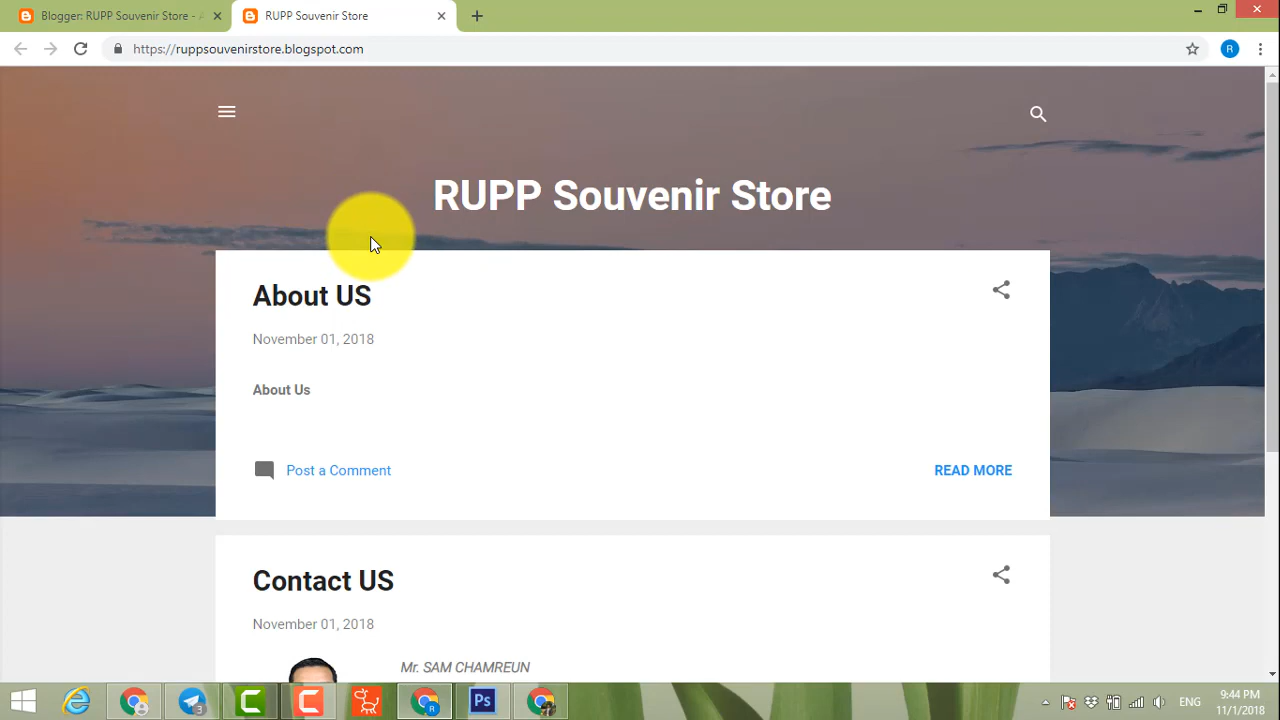 Blogger: RUPP Souvenir Store -
RUPP Souvenir Store
https://ruppsouvenirstore.blogspot.com
R
RUPP Souvenir Store
About US
November 01, 2018
About Us
Post a Comment
READ MORE
Contact US
November 01, 2018
Mr. SAM CHAMREUN
3
R
Ps
ENG
9:44 PM
11/1/2018